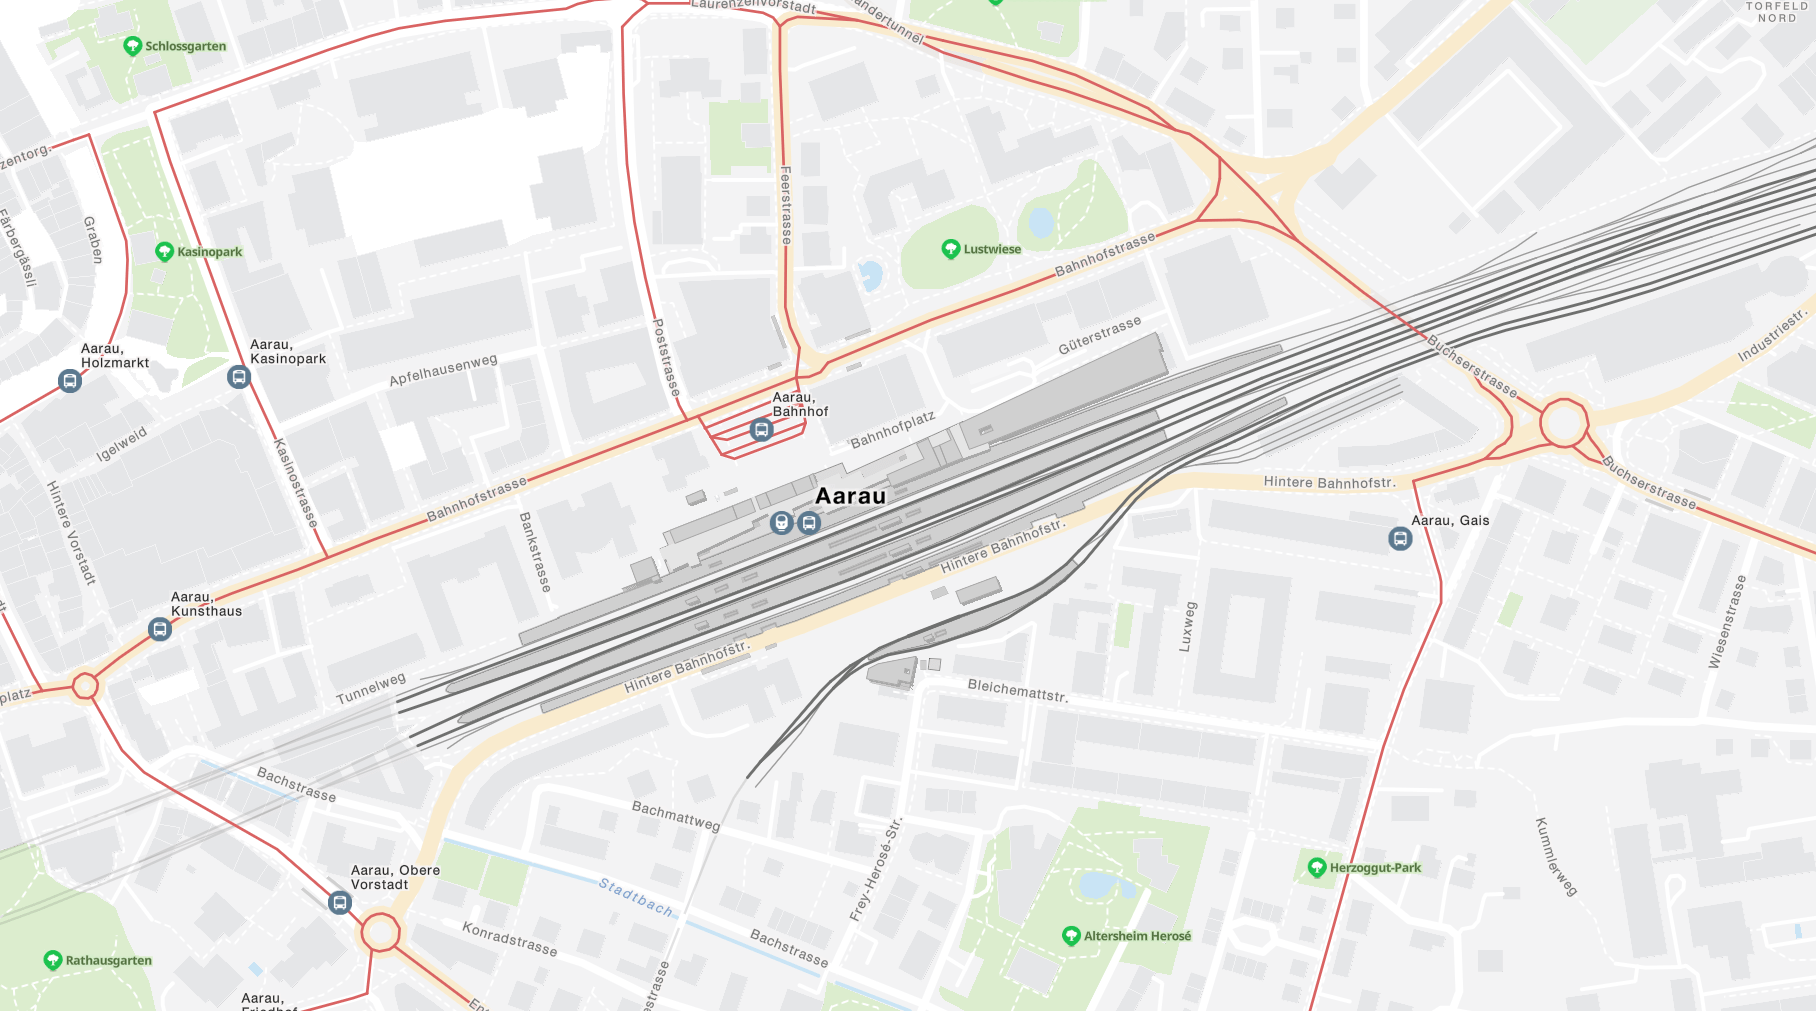 Laurenzenvorstadt
TORFELD
NORD
Schlossgarten
Feerstrasse
Färbergässli
Graben
Kasinopark
Lustwiese
Bahnhofstrasse
Industriestr.
Aarau,
Holzmarkt
Aarau,
Kasinopark
Apfelhausenweg
Poststrasse
Güterstrasse
Buchserstrasse
Aarau,
Bahnhof
Bahnhofplatz
Igelweid
Kasinostrasse
Hintere Vorstadt
Bahnhofstrasse
Bankstrasse
Aarau
Hintere Bahnhofstr.
Hintere Bahnhofstr.
Buchserstrasse
Aarau, Gais
Aarau,
Kunsthaus
Luxweg
Wiesenstrasse
Hintere Bahnhofstr.
Tunnelweg
platz
Bleichemattstr.
Bachstrasse
Bachmattweg
Frey-Herosé-Str.
Kummlerweg
Aarau, Obere
Vorstadt
Stadtbach
Herzoggut-Park
Konradstrasse
Bachstrasse
Altersheim Herosé
Rathausgarten
Aarau,